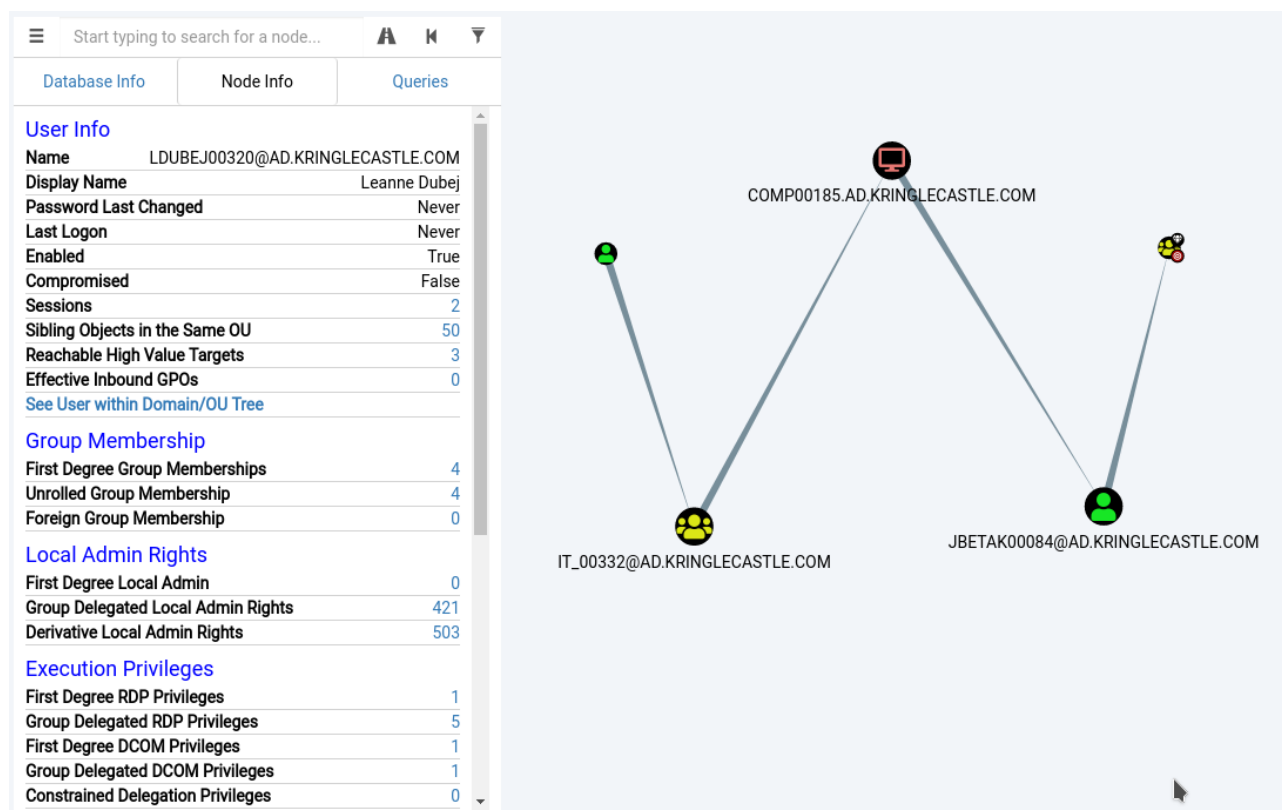 Start typing to search for a node...
Database Info Node Info Queries
User Info
Name LDUBEJ00320@AD.KRINGLECASTLE.COM
Display Name Leanne Dubej
Password Last Changed Never
Last Logon Never
Enabled True
Compromised False
Sessions 2
Sibling Objects in the Same OU 50
Reachable High Value Targets 3
Effective Inbound GPOs 0
See User within Domain/OU Tree
Group Membership
First Degree Group Memberships 4
Unrolled Group Membership 4
Foreign Group Membership 0
Local Admin Rights
First Degree Local Admin 0
Group Delegated Local Admin Rights 421
Derivative Local Admin Rights 503
Execution Privileges
First Degree RDP Privileges 1
Group Delegated RDP Privileges 5
First Degree DCOM Privileges 1
Group Delegated DCOM Privileges 1
Constrained Delegation Privileges 0
COMP00185.AD.KRINGLECASTLE.COM
IT_00332@AD.KRINGLECASTLE.COM
JBETAK00084@AD.KRINGLECASTLE.COM